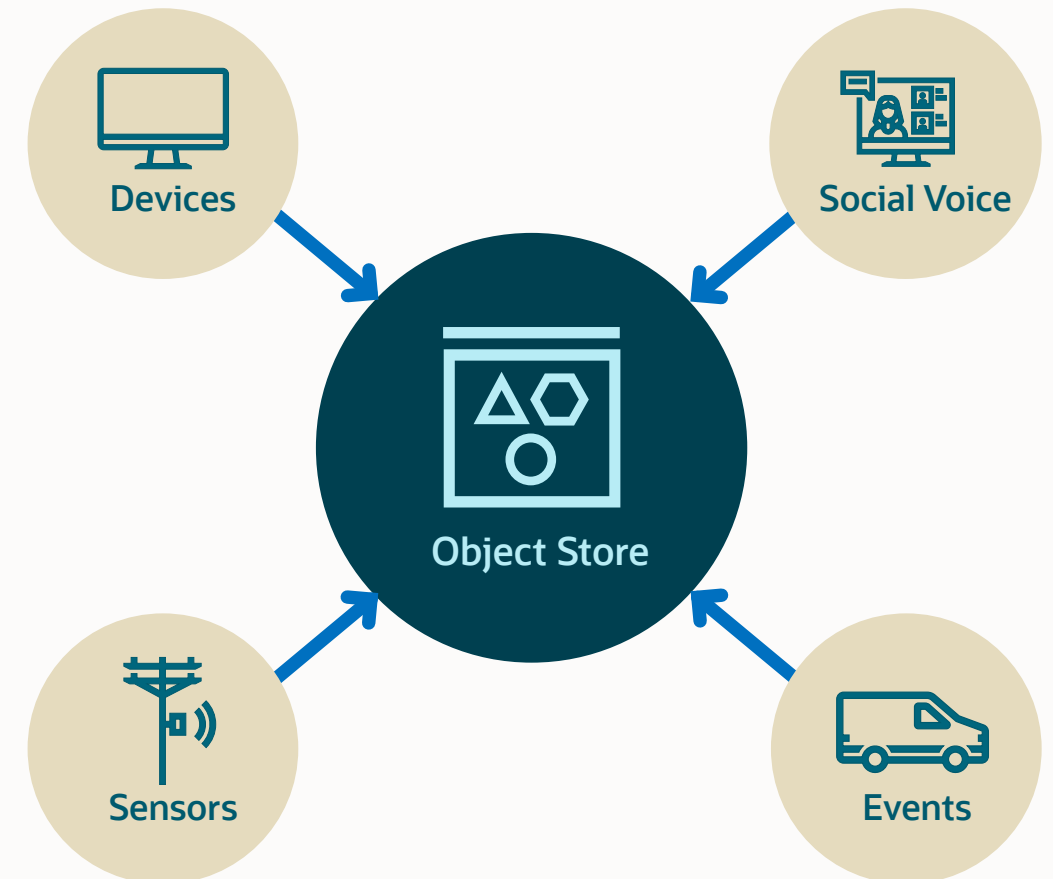 Devices
Social Voice
Object Store
Sensors
Events